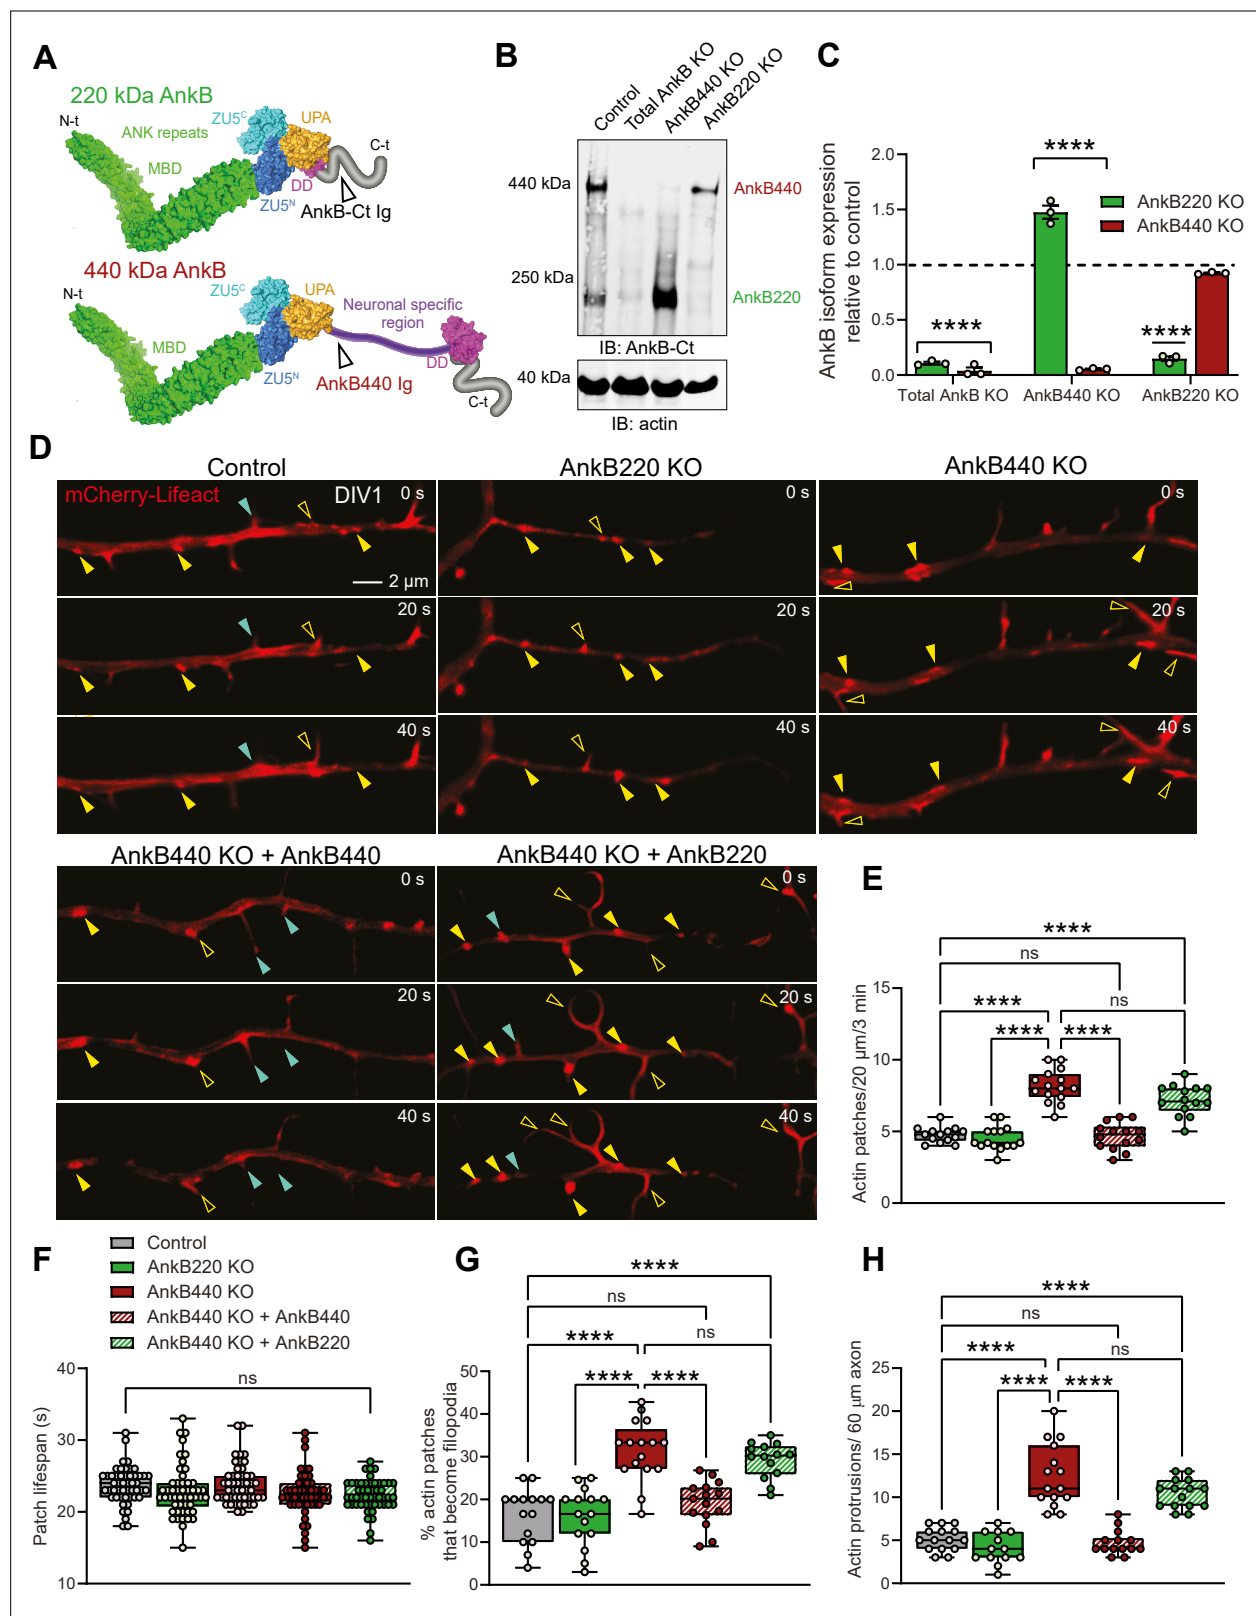 A
220 kDa AnkB
N-t
ANK repeats
ZU5ᶜ
UPA
C-t
MBD
DD
ZU5ᴺ
AnkB-Ct Ig
440 kDa AnkB
N-t
ZU5ᶜ
UPA
Neuronal specific
region
MBD
ZU5ᴺ
DD
AnkB440 Ig
C-t
B
Control
Total AnkB KO
AnkB440 KO
AnkB220 KO
440 kDa
AnkB440
250 kDa
AnkB220
IB: AnkB-Ct
40 kDa
IB: actin
C
AnkB isoform expression
relative to control
2.0
1.5
1.0
0.5
0.0
****
****
****
AnkB220 KO
AnkB440 KO
Total AnkB KO
AnkB440 KO
AnkB220 KO
D
Control
AnkB220 KO
AnkB440 KO
mCherry-Lifeact
DIV1
0 s
0 s
0 s
2 µm
20 s
20 s
20 s
40 s
40 s
40 s
AnkB440 KO + AnkB440
AnkB440 KO + AnkB220
0 s
0 s
20 s
20 s
40 s
40 s
E
Actin patches/20 µm/3 min
15
10
5
0
****
ns
****
ns
****
****
F
Control
AnkB220 KO
AnkB440 KO
AnkB440 KO + AnkB440
AnkB440 KO + AnkB220
Patch lifespan (s)
40
30
20
10
ns
G
% actin patches
that become filopodia
50
40
30
20
10
0
****
ns
****
ns
****
****
H
Actin protrusions/ 60 µm axon
25
20
15
10
5
0
****
ns
****
ns
****
****